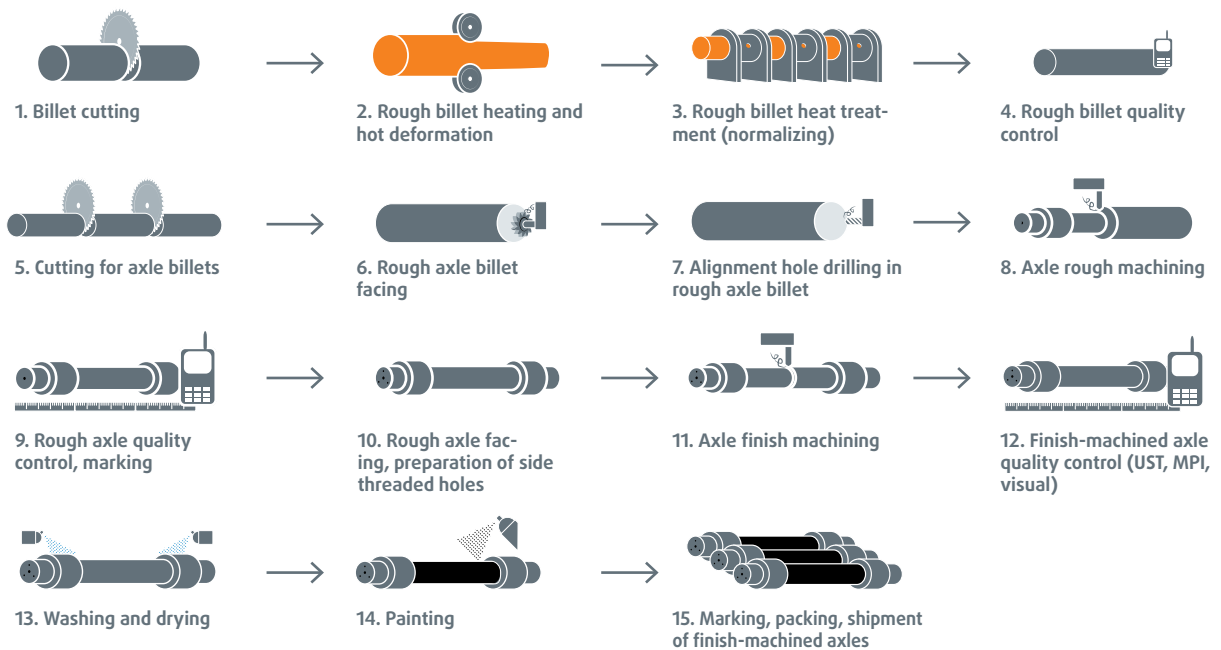 1. Billet cutting
2. Rough billet heating and
hot deformation
3. Rough billet heat treat-
ment (normalizing)
4. Rough billet quality
control
5. Cutting for axle billets
6. Rough axle billet
facing
7. Alignment hole drilling in
rough axle billet
8. Axle rough machining
9. Rough axle quality
control, marking
10. Rough axle fac-
ing, preparation of side
threaded holes
11. Axle finish machining
12. Finish-machined axle
quality control (UST, MPI,
visual)
13. Washing and drying
14. Painting
15. Marking, packing, shipment
of finish-machined axles